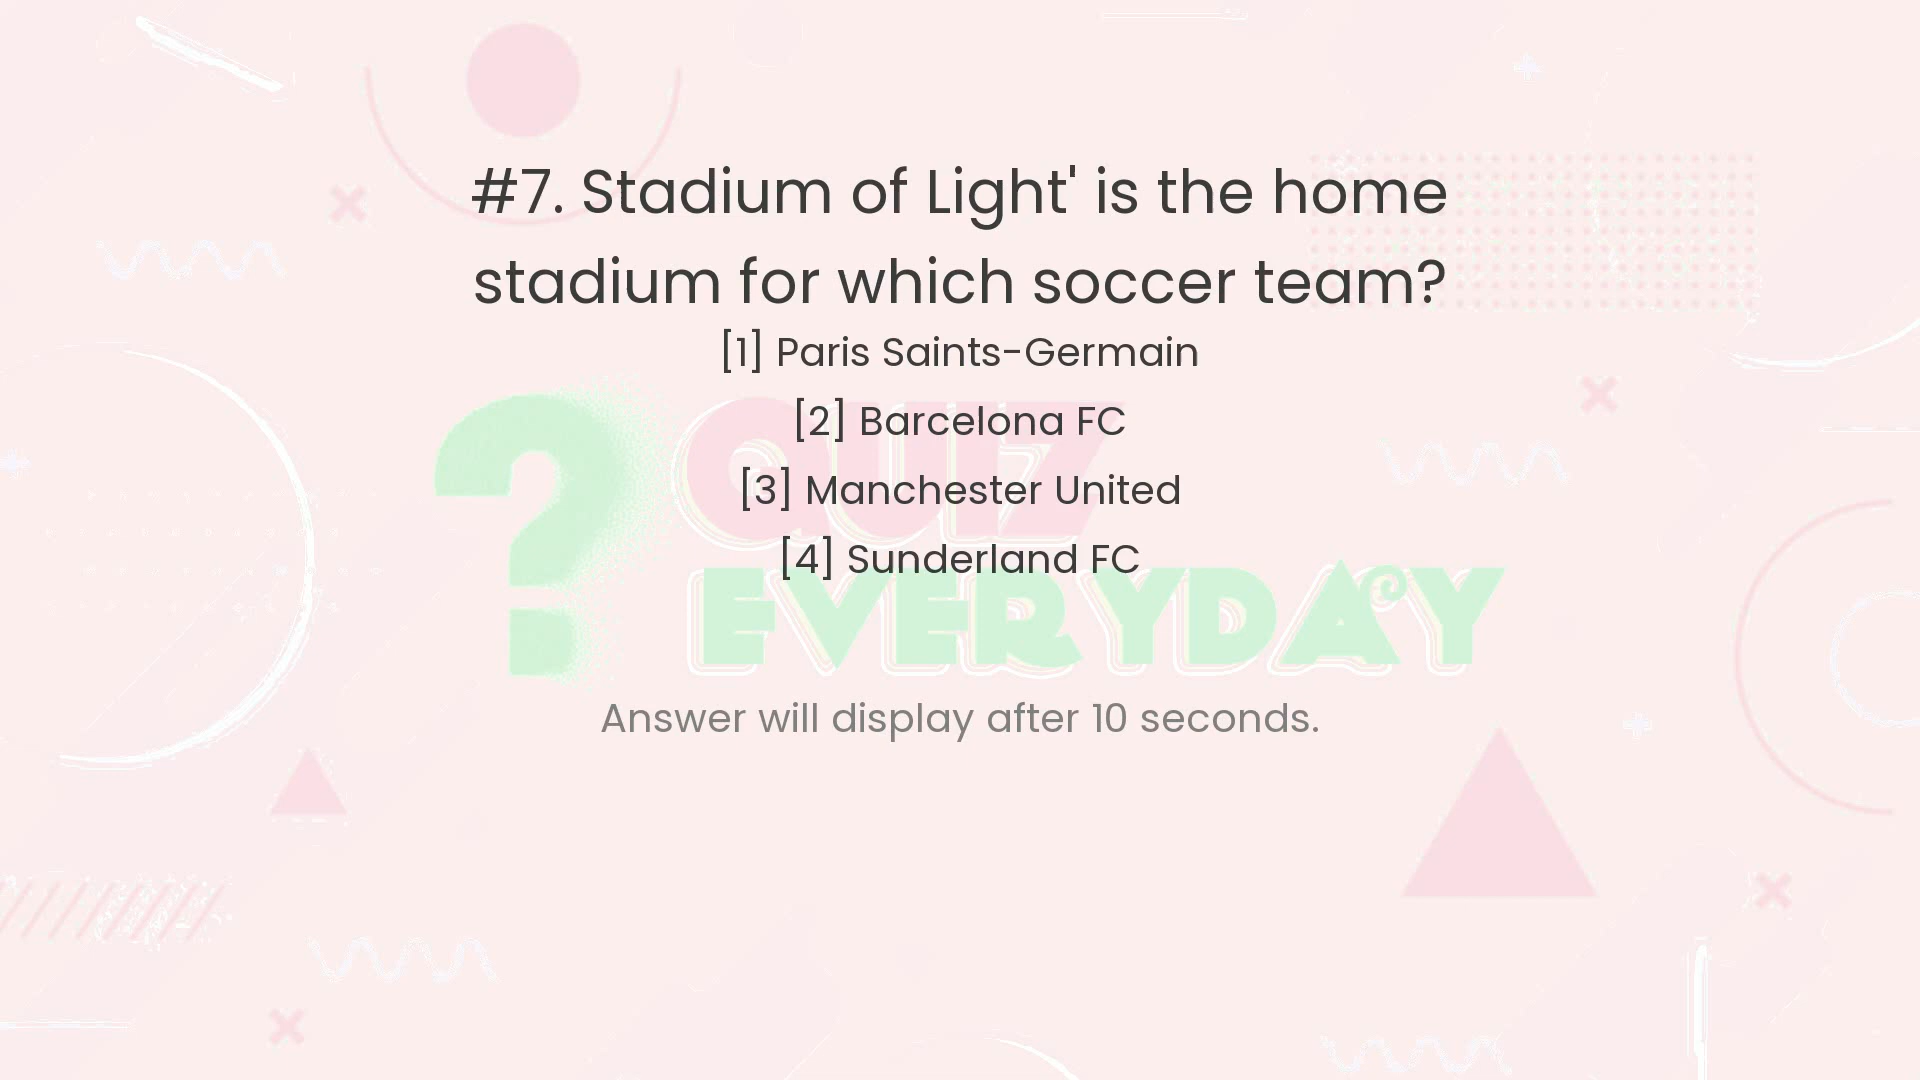 #7. Stadium of Light' is the home
stadium for which soccer team?
[1] Paris Saints-Germain
[2] Barcelona FC
[3] Manchester United
[4] Sunderland FC
? QUIZ
EVERYDAY
Answer will display after 10 seconds.